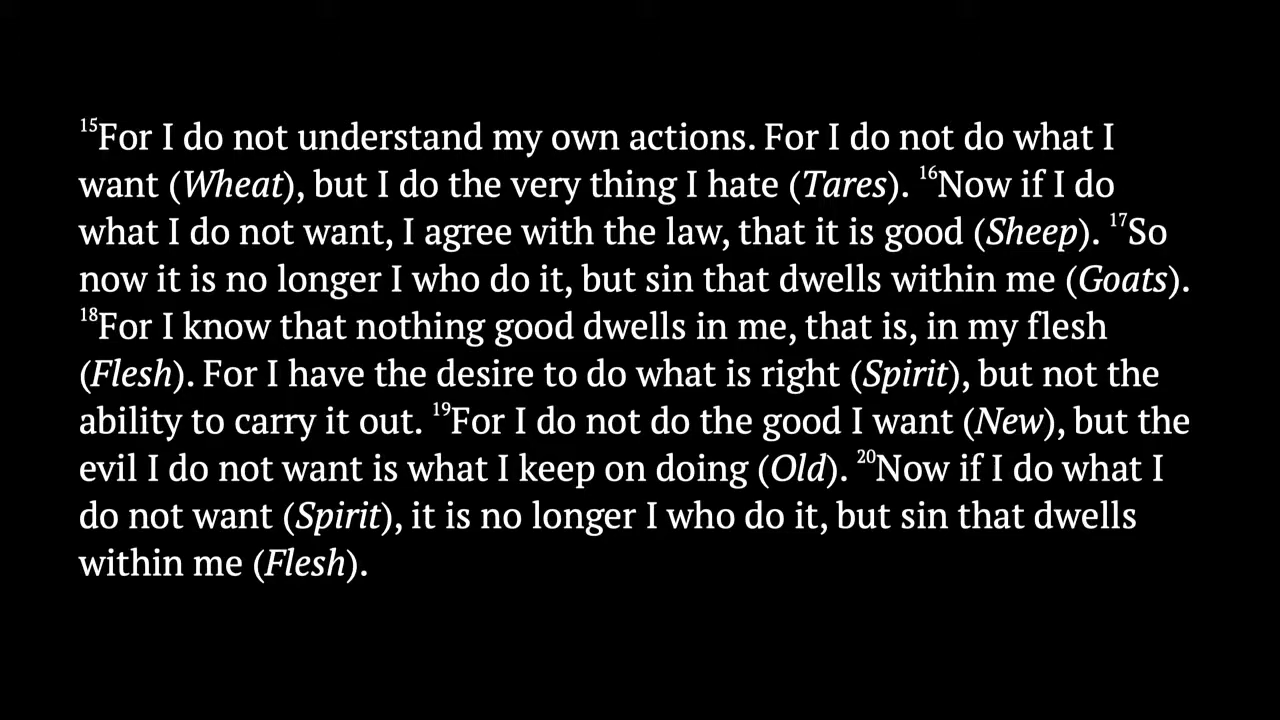 ¹⁵For I do not understand my own actions. For I do not do what I
want (Wheat), but I do the very thing I hate (Tares). ¹⁶Now if I do
what I do not want, I agree with the law, that it is good (Sheep). ¹⁷So
now it is no longer I who do it, but sin that dwells within me (Goats).
¹⁸For I know that nothing good dwells in me, that is, in my flesh
(Flesh). For I have the desire to do what is right (Spirit), but not the
ability to carry it out. ¹⁹For I do not do the good I want (New), but the
evil I do not want is what I keep on doing (Old). ²⁰Now if I do what I
do not want (Spirit), it is no longer I who do it, but sin that dwells
within me (Flesh).